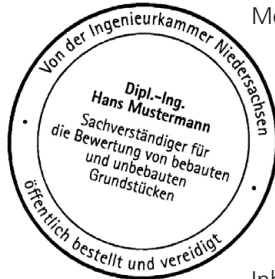 Von der Ingenieurkammer Niedersachsen
Dipl.-Ing.
Hans Mustermann
Sachverständiger für
die Bewertung von bebauten
und unbebauten
Grundstücken
öffentlich bestellt und vereidigt